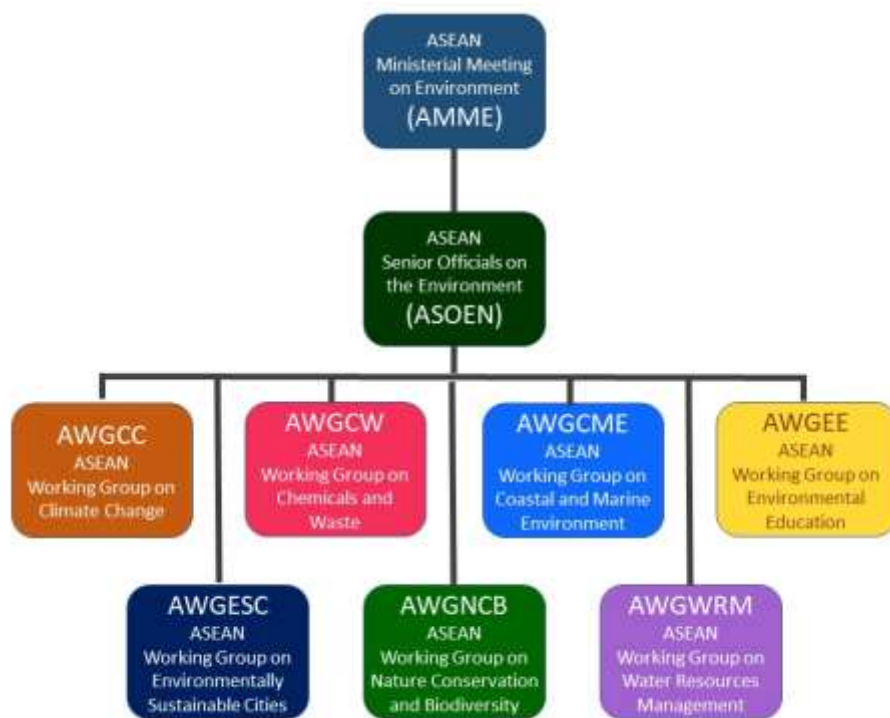 ASEAN
Ministerial Meeting
on Environment
(AMME)
ASEAN
Senior Officials on
the Environment
(ASOEN)
AWGCC
ASEAN
Working Group on
Climate Change
AWGCW
ASEAN
Working Group on
Chemicals and
Waste
AWGCME
ASEAN
Working Group on
Coastal and Marine
Environment
AWGEE
ASEAN
Working Group on
Environmental
Education
AWGESC
ASEAN
Working Group on
Environmentally
Sustainable Cities
AWGNCB
ASEAN
Working Group on
Nature Conservation
and Biodiversity
AWGWRM
ASEAN
Working Group on
Water Resources
Management